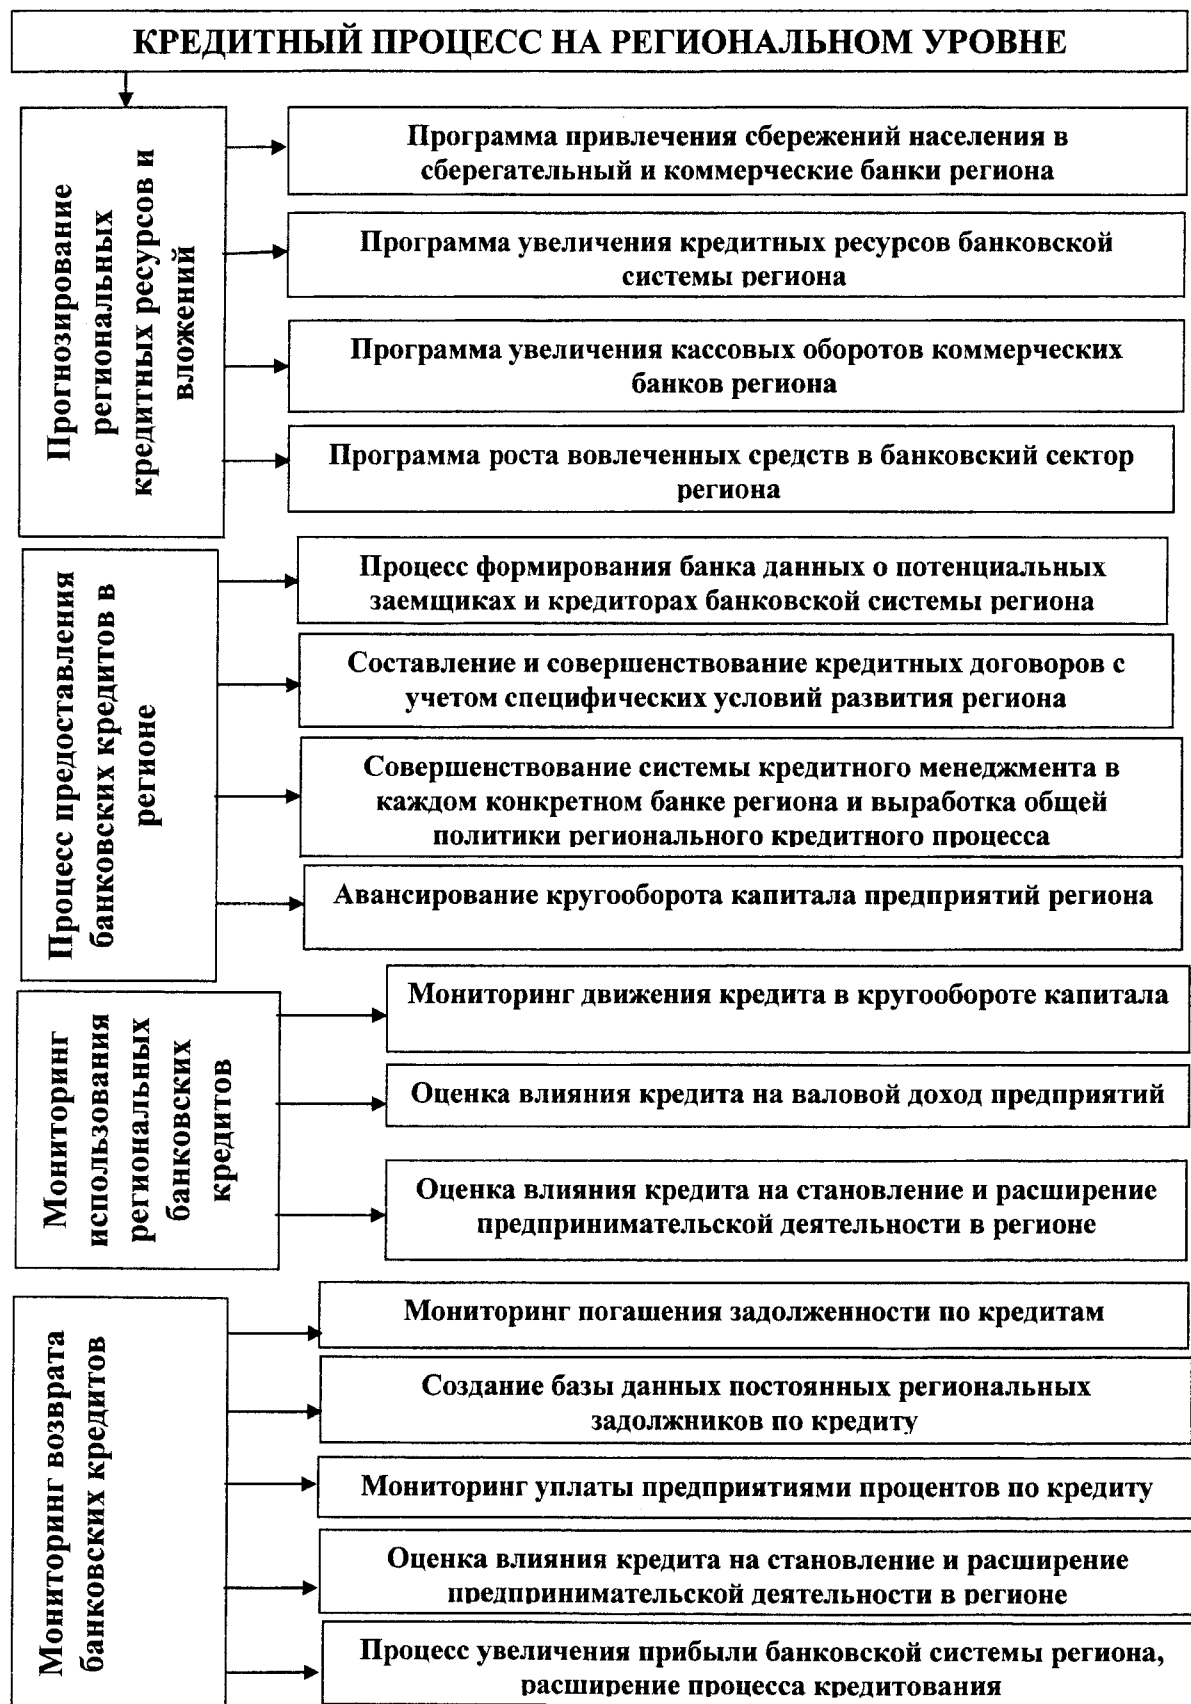 КРЕДИТНЫЙ ПРОЦЕСС НА РЕГИОНАЛЬНОМ УРОВНЕ
Прогнозирование
региональных
кредитных ресурсов и
вложений
Программа привлечения сбережений населения в
сберегательный и коммерческие банки региона
Программа увеличения кредитных ресурсов банковской
системы региона
Программа увеличения кассовых оборотов коммерческих
банков региона
Программа роста вовлеченных средств в банковский сектор
региона
Процесс предоставления
банковских кредитов в
регионе
Процесс формирования банка данных о потенциальных
заемщиках и кредиторах банковской системы региона
Составление и совершенствование кредитных договоров с
учетом специфических условий развития региона
Совершенствование системы кредитного менеджмента в
каждом конкретном банке региона и выработка общей
политики регионального кредитного процесса
Авансирование кругооборота капитала предприятий региона
Мониторинг
использования
региональных
банковских
кредитов
Мониторинг движения кредита в кругообороте капитала
Оценка влияния кредита на валовой доход предприятий
Оценка влияния кредита на становление и расширение
предпринимательской деятельности в регионе
Мониторинг возврата
банковских кредитов
Мониторинг погашения задолженности по кредитам
Создание базы данных постоянных региональных
задолжников по кредиту
Мониторинг уплаты предприятиями процентов по кредиту
Оценка влияния кредита на становление и расширение
предпринимательской деятельности в регионе
Процесс увеличения прибыли банковской системы региона,
расширение процесса кредитования